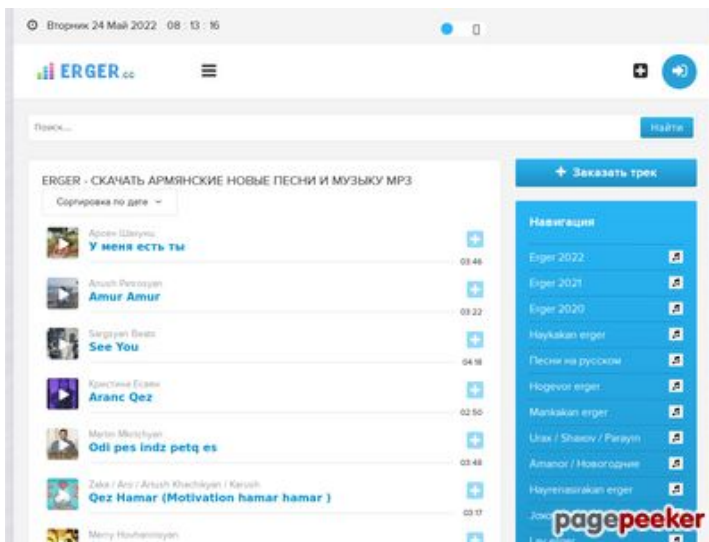 Вторник 24 Май 2022 08 : 13 : 16
ERGER.cc
Поиск...
Найти
ERGER - СКАЧАТЬ АРМЯНСКИЕ НОВЫЕ ПЕСНИ И МУЗЫКУ MP3
Сортировка по дате
Арсен Шахунц
У меня есть ты
03:46
Anush Petrosyan
Amur Amur
03:22
Sargsyan Beats
See You
04:18
Кристина Есаян
Aranc Qez
02:50
Martin Mkrtchyan
Odi pes indz petq es
03:48
Zaka / Aro / Artush Khachikyan / Karush
Qez Hamar (Motivation hamar hamar )
03:17
Merry Hovhannisyan
+ Заказать трек
Навигация
Erger 2022
Erger 2021
Erger 2020
Haykakan erger
Песни на русском
Hogevor erger
Mankakan erger
Urax / Shaxov / Parayin
Amanor / Новогодние
Hayrenasirakan erger
Lav erger
pagepeeker